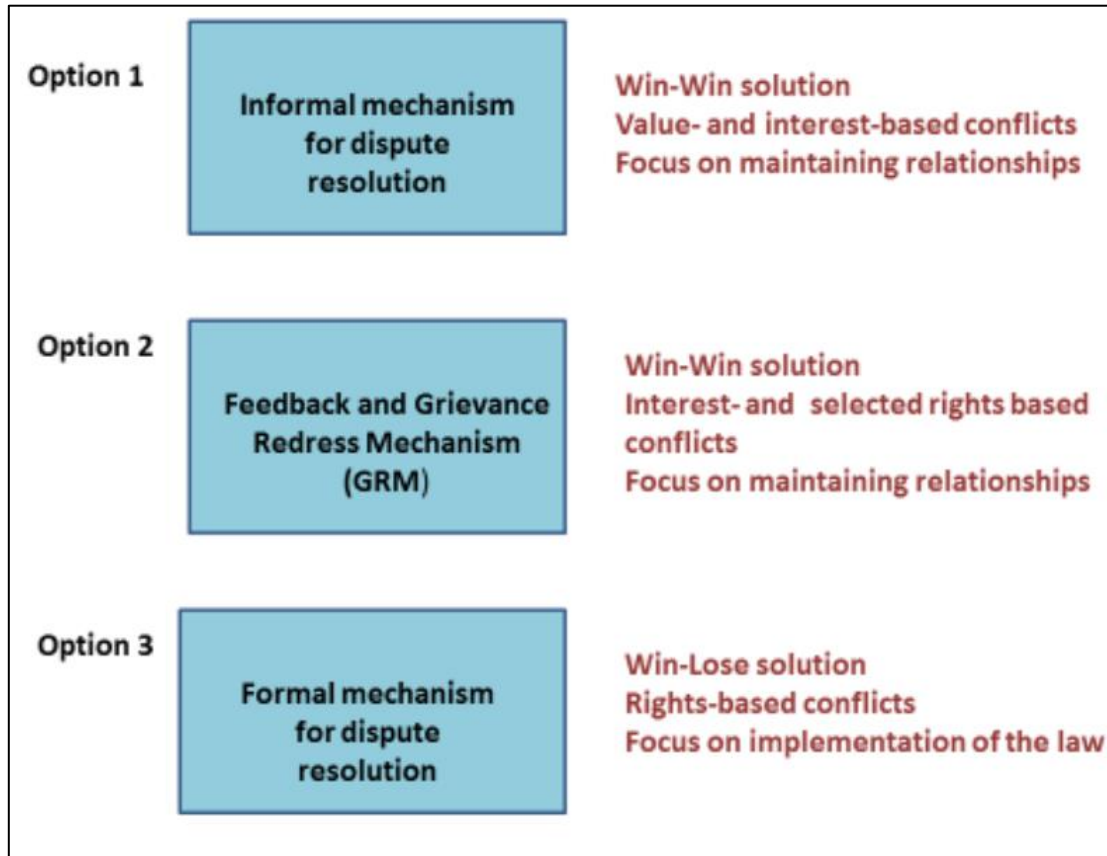 Option 1
Informal mechanism
for dispute
resolution
Win-Win solution
Value- and interest-based conflicts
Focus on maintaining relationships
Option 2
Feedback and Grievance
Redress Mechanism
(GRM)
Win-Win solution
Interest- and selected rights based
conflicts
Focus on maintaining relationships
Option 3
Formal mechanism
for dispute
resolution
Win-Lose solution
Rights-based conflicts
Focus on implementation of the law